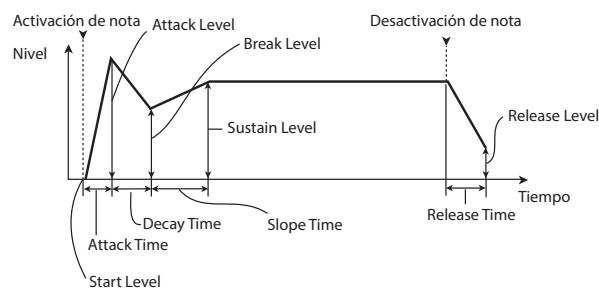 Activación de nota
Attack Level
Desactivación de nota
Nivel
Break Level
Release Level
Sustain Level
Tiempo
Decay Time
Slope Time
Release Time
Attack Time
Start Level